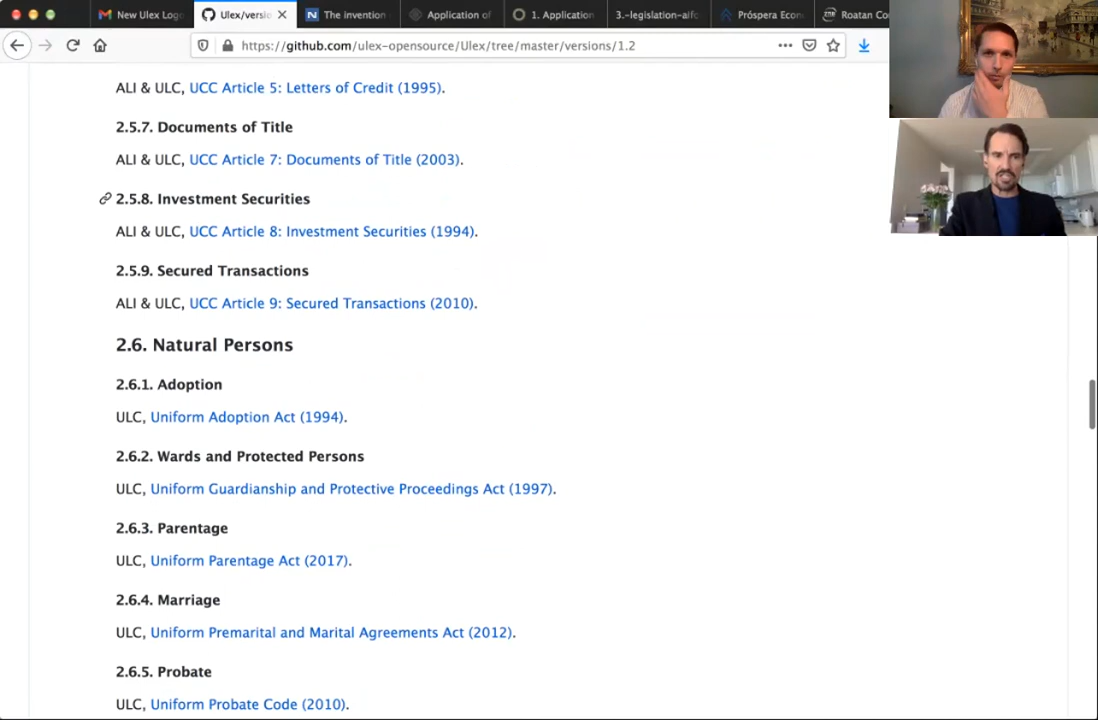 New Ulex Logo
Ulex/versio
The invention
Application of
1. Application
3.-legislation-alfc
Próspera Econ
Roatan Co
https://github.com/ulex-opensource/Ulex/tree/master/versions/1.2
ALI & ULC, UCC Article 5: Letters of Credit (1995).
2.5.7. Documents of Title
ALI & ULC, UCC Article 7: Documents of Title (2003).
2.5.8. Investment Securities
ALI & ULC, UCC Article 8: Investment Securities (1994).
2.5.9. Secured Transactions
ALI & ULC, UCC Article 9: Secured Transactions (2010).
2.6. Natural Persons
2.6.1. Adoption
ULC, Uniform Adoption Act (1994).
2.6.2. Wards and Protected Persons
ULC, Uniform Guardianship and Protective Proceedings Act (1997).
2.6.3. Parentage
ULC, Uniform Parentage Act (2017).
2.6.4. Marriage
ULC, Uniform Premarital and Marital Agreements Act (2012).
2.6.5. Probate
ULC, Uniform Probate Code (2010).